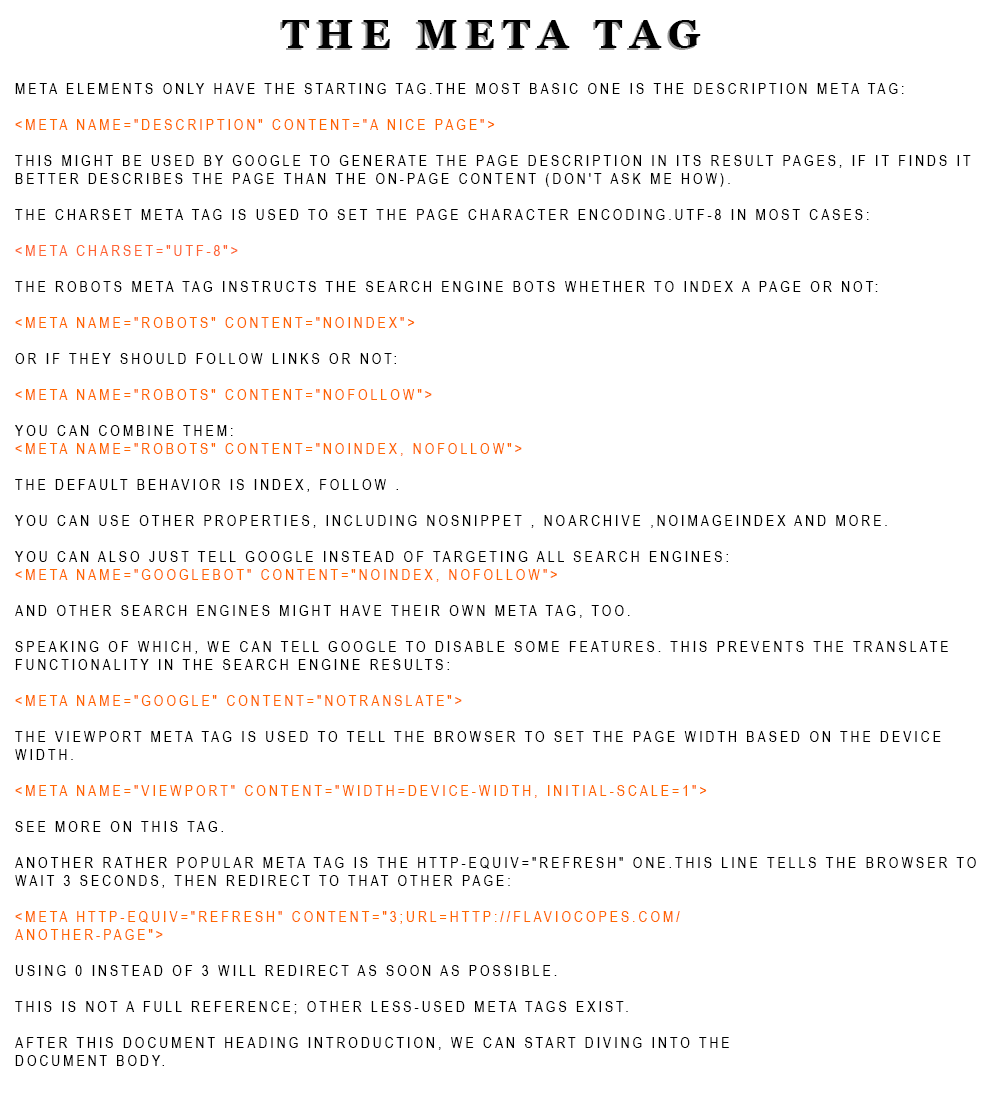 THE META TAG
META ELEMENTS ONLY HAVE THE STARTING TAG.THE MOST BASIC ONE IS THE DESCRIPTION META TAG:
<META NAME="DESCRIPTION" CONTENT="A NICE PAGE">
THIS MIGHT BE USED BY GOOGLE TO GENERATE THE PAGE DESCRIPTION IN ITS RESULT PAGES, IF IT FINDS IT
BETTER DESCRIBES THE PAGE THAN THE ON-PAGE CONTENT (DON'T ASK ME HOW).
THE CHARSET META TAG IS USED TO SET THE PAGE CHARACTER ENCODING.UTF-8 IN MOST CASES:
<META CHARSET="UTF-8">
THE ROBOTS META TAG INSTRUCTS THE SEARCH ENGINE BOTS WHETHER TO INDEX A PAGE OR NOT:
<META NAME="ROBOTS" CONTENT="NOINDEX">
OR IF THEY SHOULD FOLLOW LINKS OR NOT:
<META NAME="ROBOTS" CONTENT="NOFOLLOW">
YOU CAN COMBINE THEM:
<META NAME="ROBOTS" CONTENT="NOINDEX, NOFOLLOW">
THE DEFAULT BEHAVIOR IS INDEX, FOLLOW .
YOU CAN USE OTHER PROPERTIES, INCLUDING NOSNIPPET , NOARCHIVE ,NOIMAGEINDEX AND MORE.
YOU CAN ALSO JUST TELL GOOGLE INSTEAD OF TARGETING ALL SEARCH ENGINES:
<META NAME="GOOGLEBOT" CONTENT="NOINDEX, NOFOLLOW">
AND OTHER SEARCH ENGINES MIGHT HAVE THEIR OWN META TAG, TOO.
SPEAKING OF WHICH, WE CAN TELL GOOGLE TO DISABLE SOME FEATURES. THIS PREVENTS THE TRANSLATE
FUNCTIONALITY IN THE SEARCH ENGINE RESULTS:
<META NAME="GOOGLE" CONTENT="NOTRANSLATE">
THE VIEWPORT META TAG IS USED TO TELL THE BROWSER TO SET THE PAGE WIDTH BASED ON THE DEVICE
WIDTH.
<META NAME="VIEWPORT" CONTENT="WIDTH=DEVICE-WIDTH, INITIAL-SCALE=1">
SEE MORE ON THIS TAG.
ANOTHER RATHER POPULAR META TAG IS THE HTTP-EQUIV="REFRESH" ONE.THIS LINE TELLS THE BROWSER TO
WAIT 3 SECONDS, THEN REDIRECT TO THAT OTHER PAGE:
<META HTTP-EQUIV="REFRESH" CONTENT="3;URL=HTTP://FLAVIOCOPES.COM/
ANOTHER-PAGE">
USING 0 INSTEAD OF 3 WILL REDIRECT AS SOON AS POSSIBLE.
THIS IS NOT A FULL REFERENCE; OTHER LESS-USED META TAGS EXIST.
AFTER THIS DOCUMENT HEADING INTRODUCTION, WE CAN START DIVING INTO THE
DOCUMENT BODY.